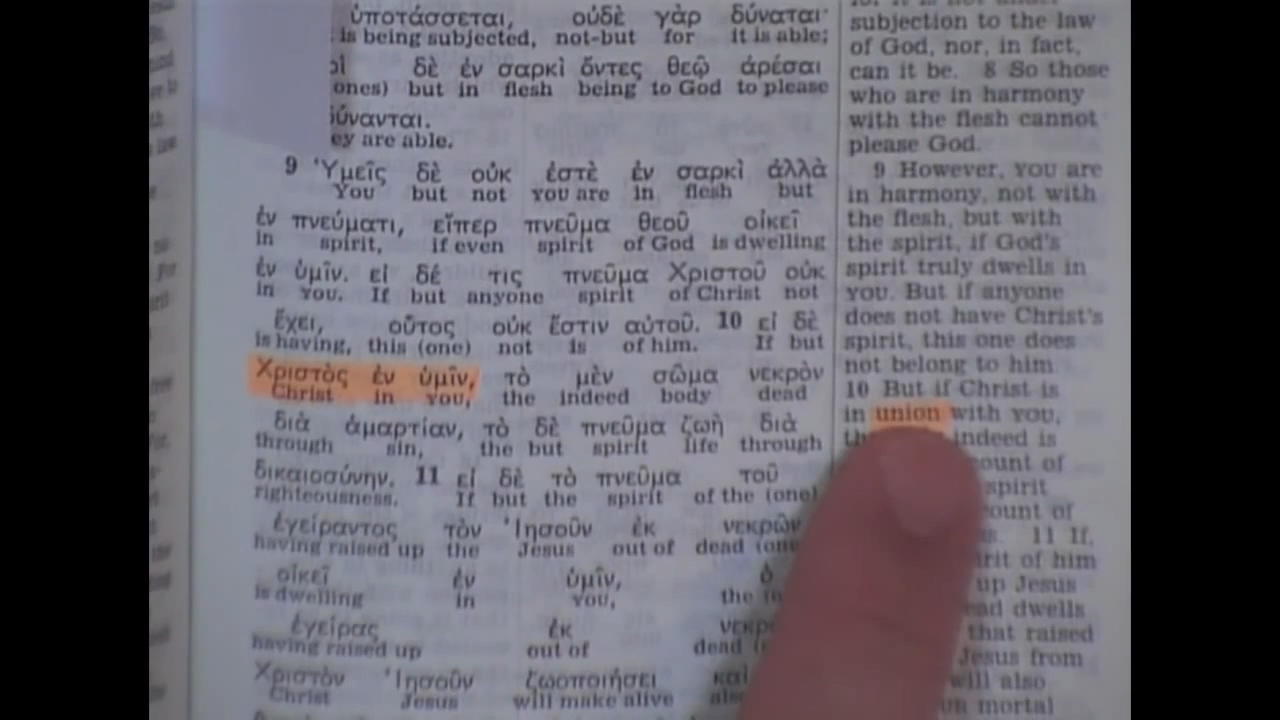 ὑποτάσσεται, οὐδὲ γὰρ δύναται·
is being subjected, not-but for it is able;
δὲ ἐν σαρκὶ ὄντες θεῷ ἀρέσαι
ones) but in flesh being to God to please
ύνανται.
ey are able.
9 Ὑμεῖς δὲ οὐκ ἐστὲ ἐν σαρκὶ ἀλλὰ
You but not YOU are in flesh but
ἐν πνεύματι, εἴπερ πνεῦμα θεοῦ οἰκεῖ
in spirit, if even spirit of God is dwelling
ἐν ὑμῖν. εἰ δέ τις πνεῦμα Χριστοῦ οὐκ
in YOU. If but anyone spirit of Christ not
ἔχει, οὗτος οὐκ ἔστιν αὐτοῦ. 10 εἰ δὲ
is having, this (one) not is of him. If but
Χριστὸς ἐν ὑμῖν, τὸ μὲν σῶμα νεκρὸν
Christ in YOU, the indeed body dead
διὰ ἁμαρτίαν, τὸ δὲ πνεῦμα ζωὴ διὰ
through sin, the but spirit life through
δικαιοσύνην. 11 εἰ δὲ τὸ πνεῦμα τοῦ
righteousness. If but the spirit of the (one)
ἐγείραντος τὸν Ἰησοῦν ἐκ νεκρῶν
having raised up the Jesus out of dead (one
οἰκεῖ ἐν ὑμῖν, ὁ
is dwelling in YOU, the
ἐγείρας ἐκ
having raised up out of dead
Χριστὸν Ἰησοῦν ζωοποιήσει καὶ
Christ Jesus will make alive
subjection to the law
of God, nor, in fact,
can it be. 8 So those
who are in harmony
with the flesh cannot
please God.
9 However, you are
in harmony, not with
the flesh, but with
the spirit, if God's
spirit truly dwells in
YOU. But if anyone
does not have Christ's
spirit, this one does
not belong to him.
10 But if Christ is
in union with YOU,
indeed is
ount of
spirit
ount of
11 If,
irit of him
up Jesus
ead dwells
that raised
Jesus from
will also
mortal